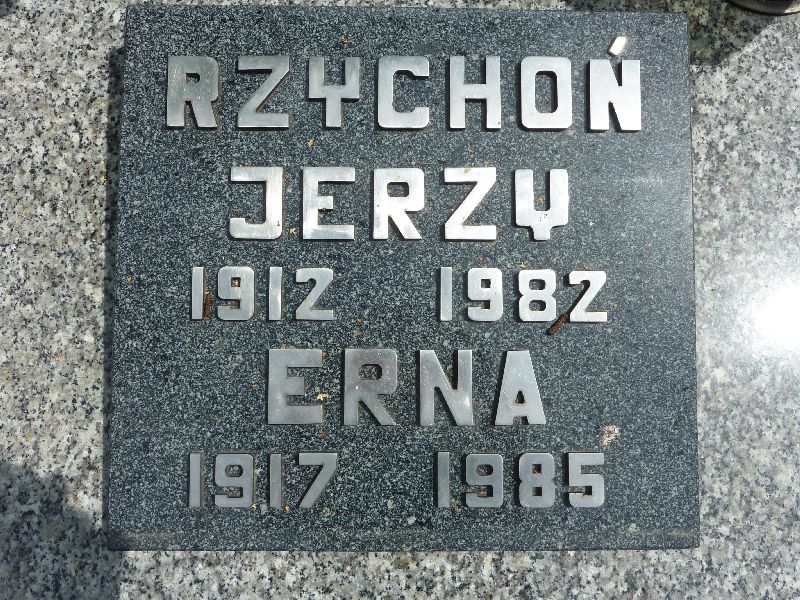 RZYCHOŃ
JERZY
1912 1982
ERNA
1917 1985